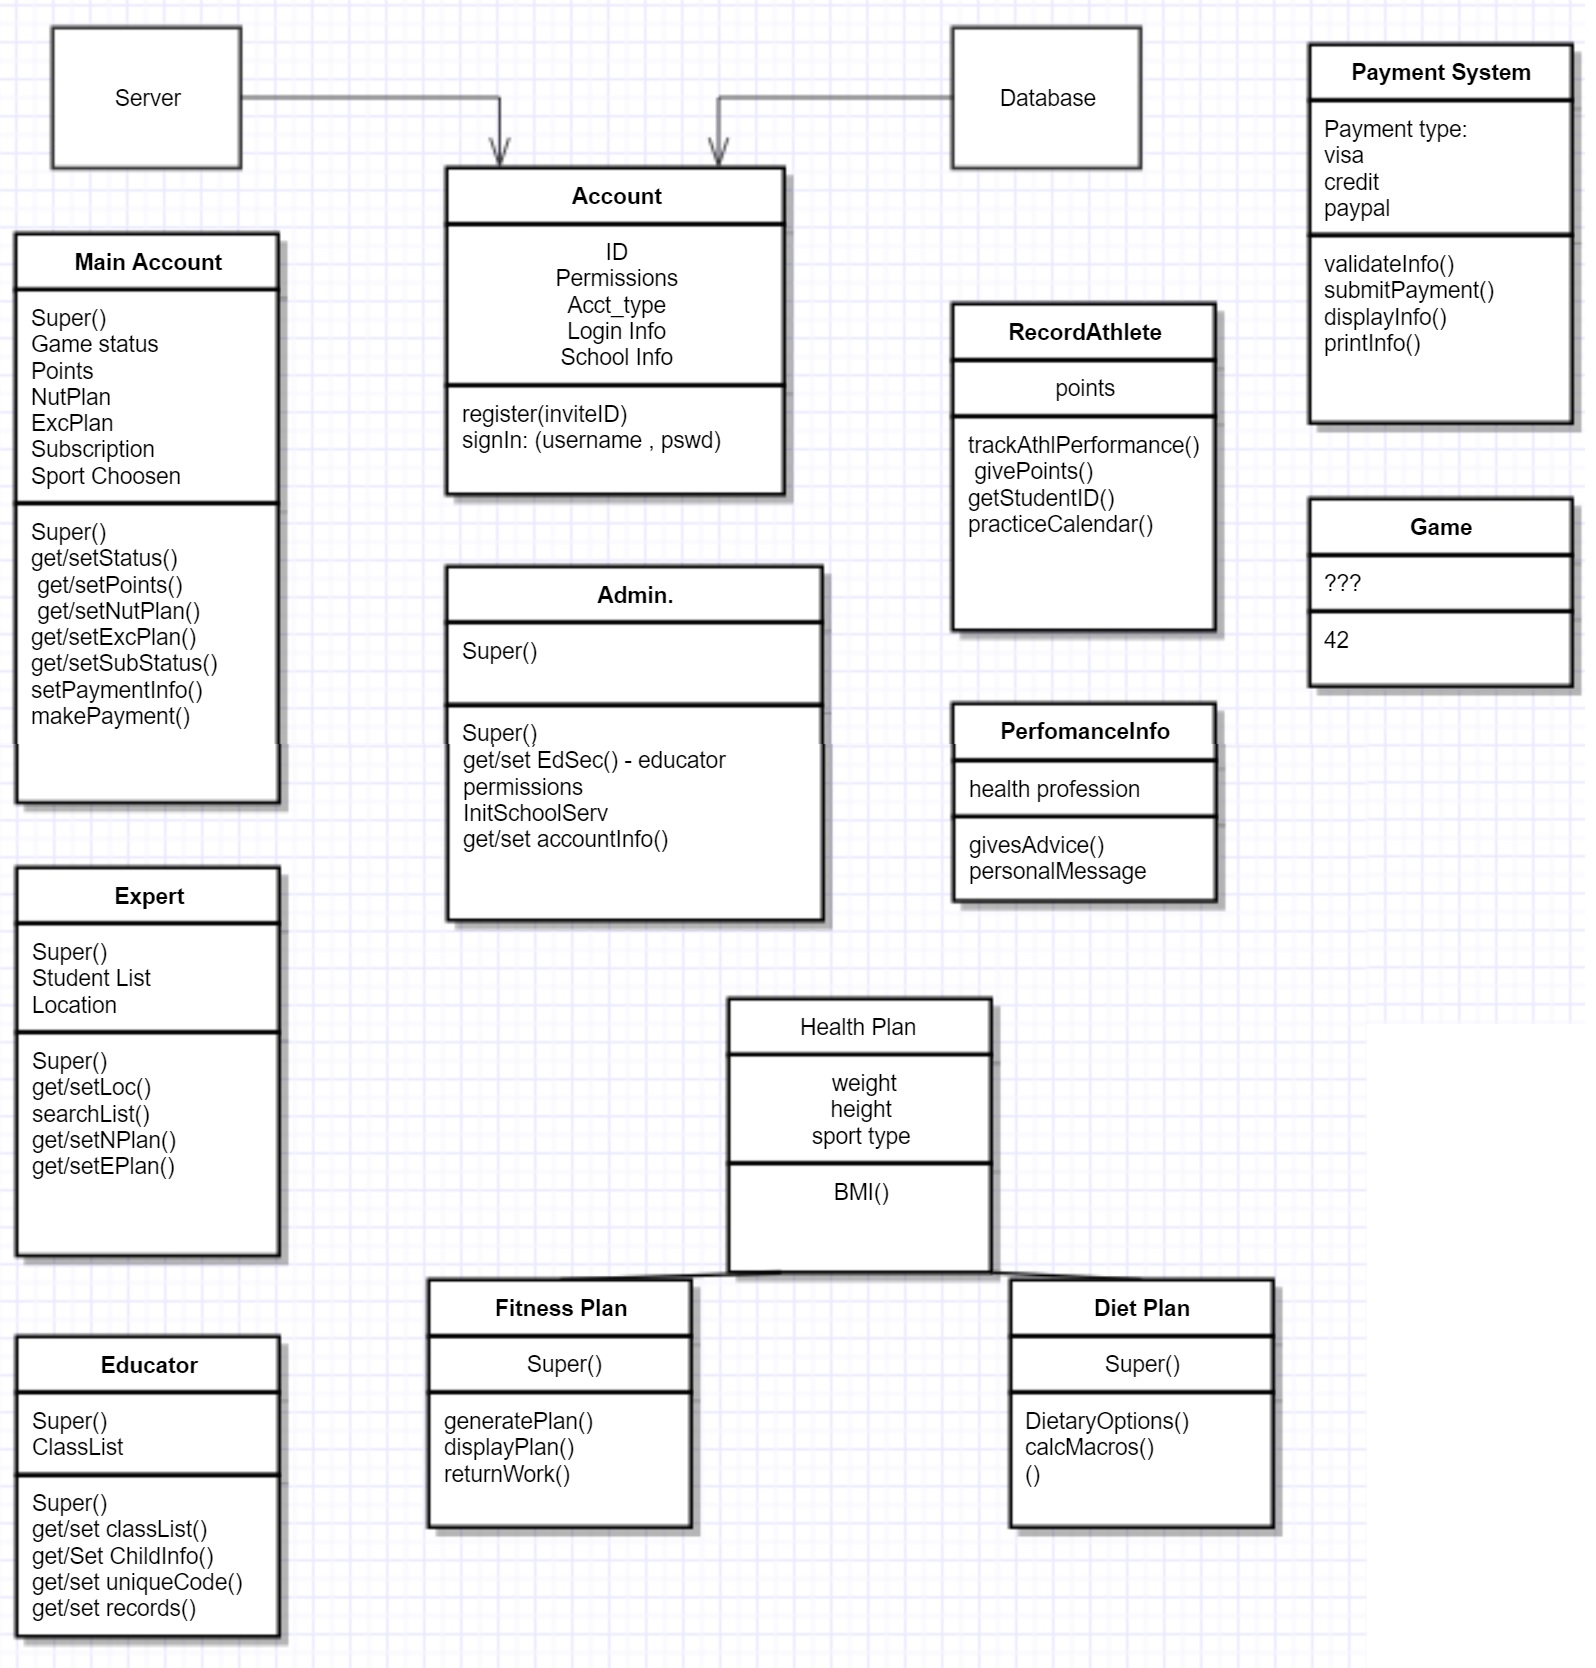 Server
Database
Payment System
Payment type:
visa
credit
paypal
validateInfo()
submitPayment()
displayInfo()
printInfo()
Account
ID
Permissions
Acct_type
Login Info
School Info
register(inviteID)
signIn: (username , pswd)
Main Account
Super()
Game status
Points
NutPlan
ExcPlan
Subscription
Sport Choosen
Super()
get/setStatus()
get/setPoints()
get/setNutPlan()
get/setExcPlan()
get/setSubStatus()
setPaymentInfo()
makePayment()
RecordAthlete
points
trackAthlPerformance()
givePoints()
getStudentID()
practiceCalendar()
Game
???
42
Admin.
Super()
Super()
get/set EdSec() - educator
permissions
InitSchoolServ
get/set accountInfo()
PerfomanceInfo
health profession
givesAdvice()
personalMessage
Expert
Super()
Student List
Location
Super()
get/setLoc()
searchList()
get/setNPlan()
get/setEPlan()
Health Plan
weight
height
sport type
BMI()
Fitness Plan
Super()
generatePlan()
displayPlan()
returnWork()
Diet Plan
Super()
DietaryOptions()
calcMacros()
()
Educator
Super()
ClassList
Super()
get/set classList()
get/Set ChildInfo()
get/set uniqueCode()
get/set records()